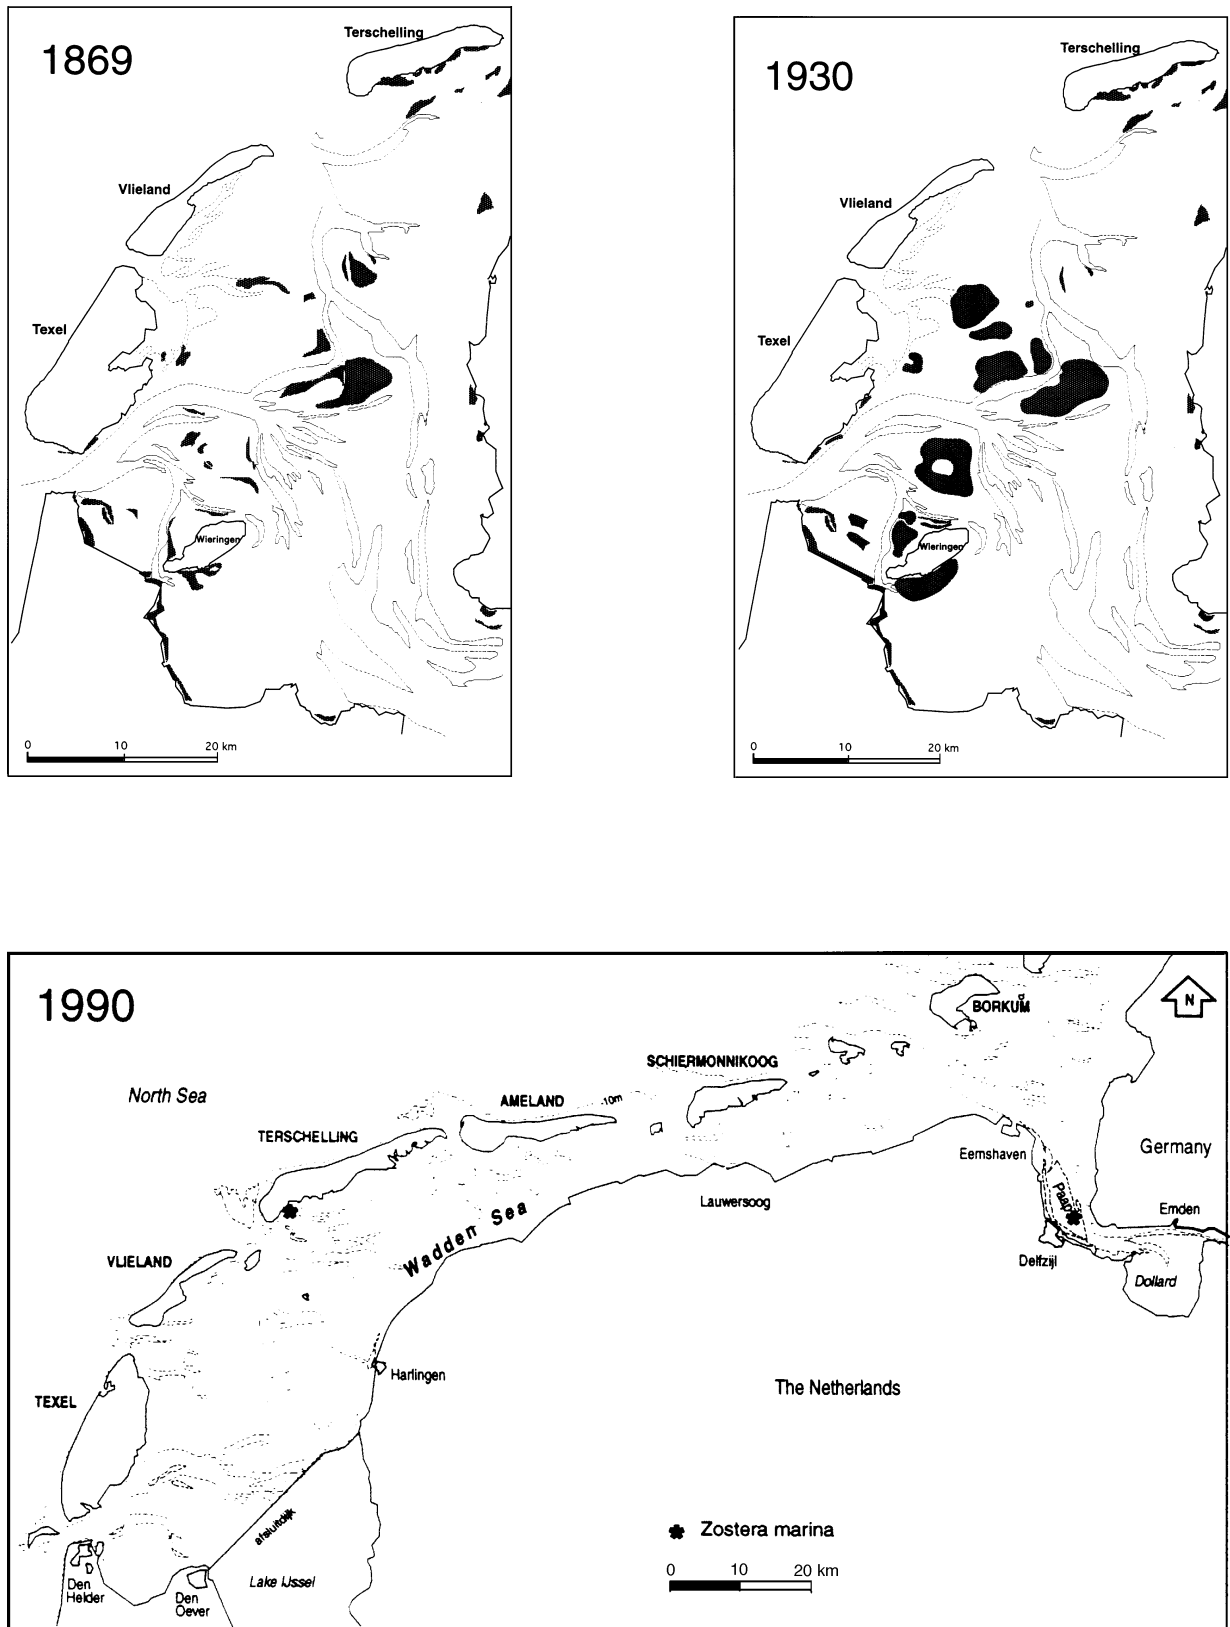 1869
Terschelling
Vlieland
Texel
Wieringen
0 10 20 km
1930
Terschelling
Vlieland
Texel
Wieringen
0 10 20 km
1990
N
BORKUM
SCHIERMONNIKOOG
North Sea
AMELAND
10m
TERSCHELLING
Eemshaven
Germany
Paap
Lauwersoog
Emden
Wadden Sea
VLIELAND
Delfzijl
Dollard
Harlingen
The Netherlands
TEXEL
afsluitdijk
Zostera marina
Lake IJssel
0 10 20 km
Den
Helder
Den
Oever